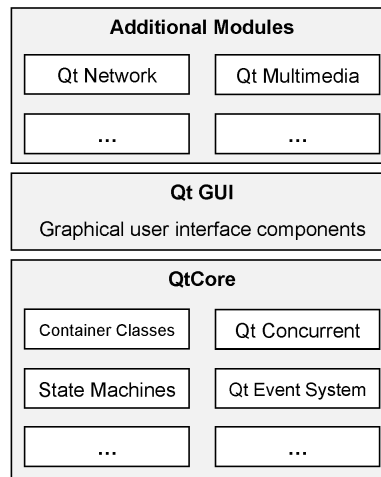 Additional Modules
Qt Network
Qt Multimedia
...
...
Qt GUI
Graphical user interface components
QtCore
Container Classes
Qt Concurrent
State Machines
Qt Event System
...
...